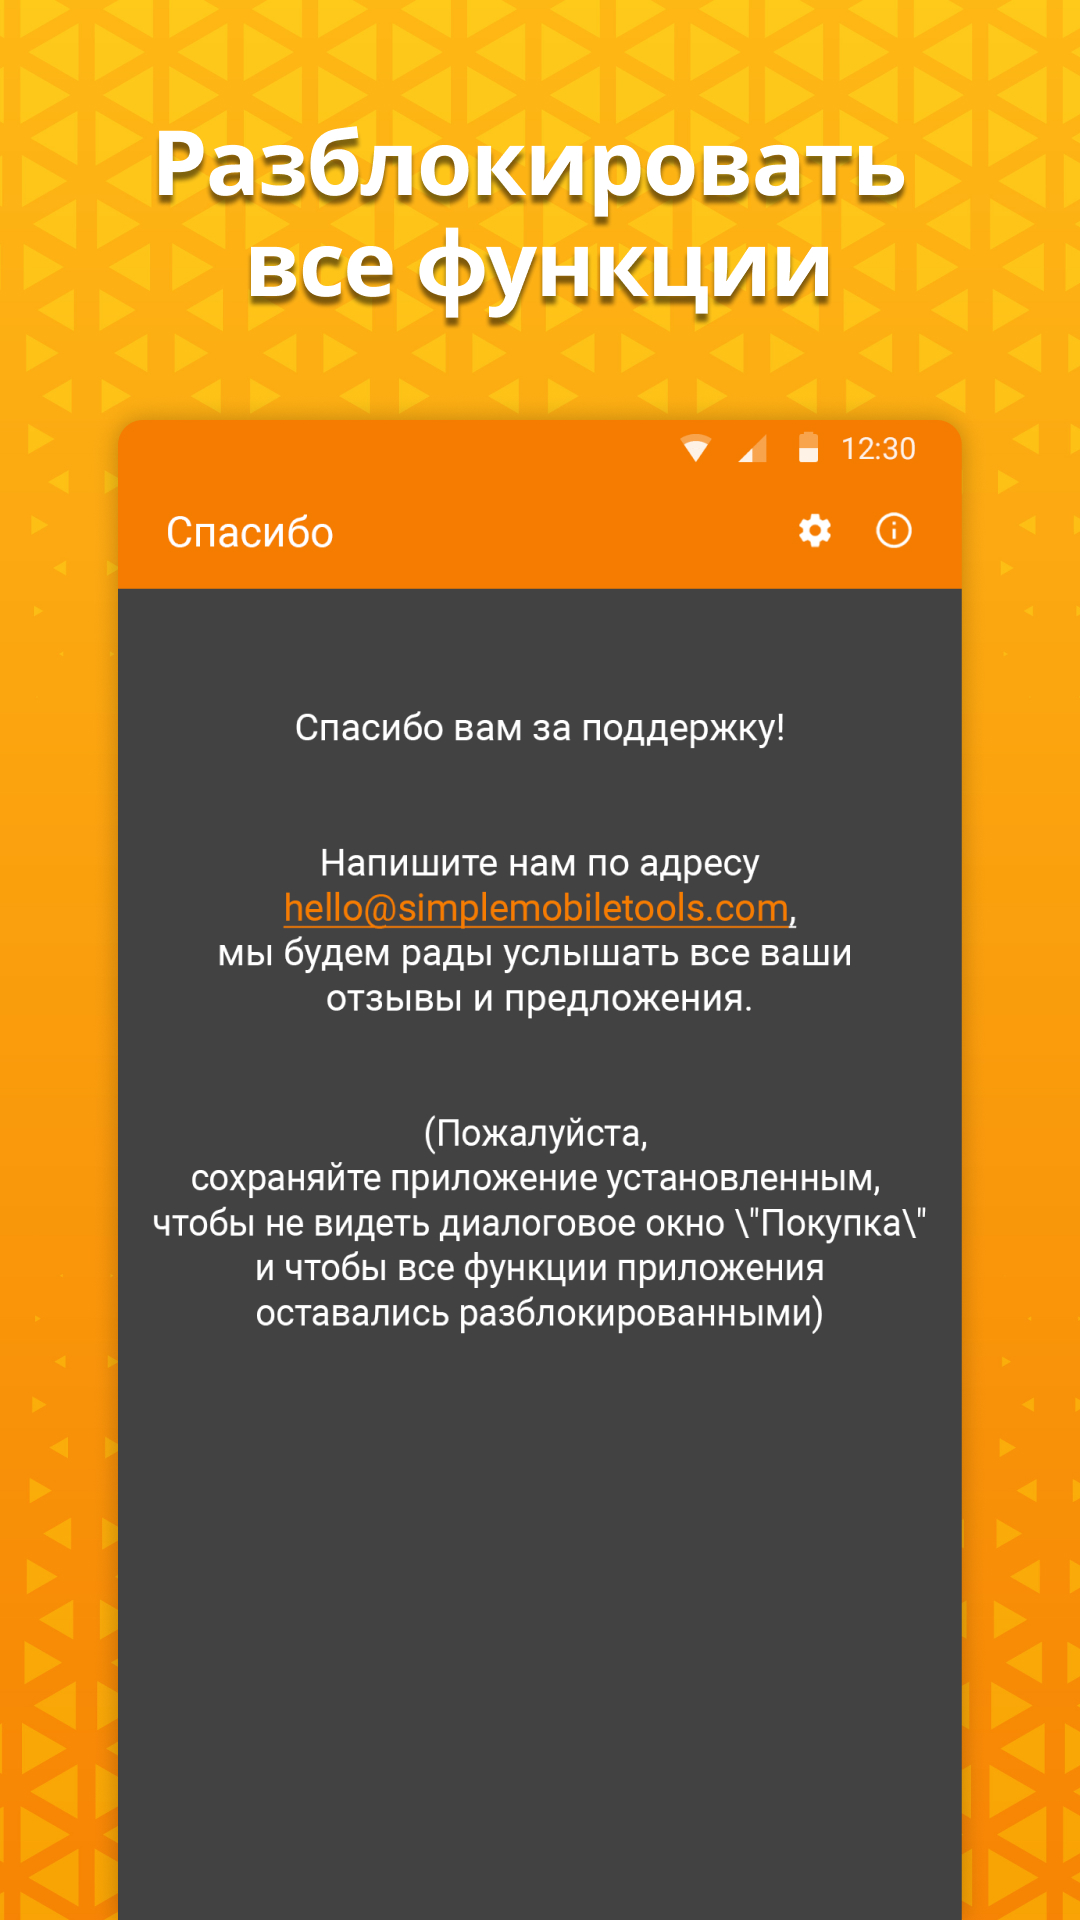 Разблокировать
все функции
12:30
Спасибо
Спасибо вам за поддержку!
Напишите нам по адресу
hello@simplemobiletools.com,
мы будем рады услышать все ваши
отзывы и предложения.
(Пожалуйста,
сохраняйте приложение установленным,
чтобы не видеть диалоговое окно \"Покупка\"
и чтобы все функции приложения
оставались разблокированными)